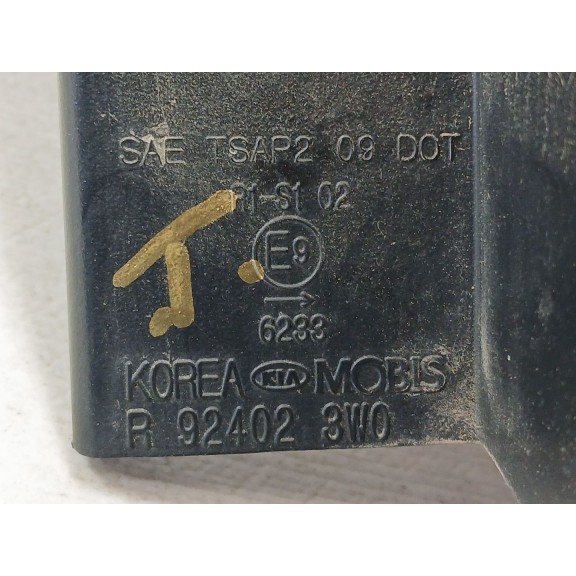 SAE TSAP2 09 DOT
R1-S1 02
E9
→
6233
KOREA KIA MOBIS
R 92402 3W0
J.